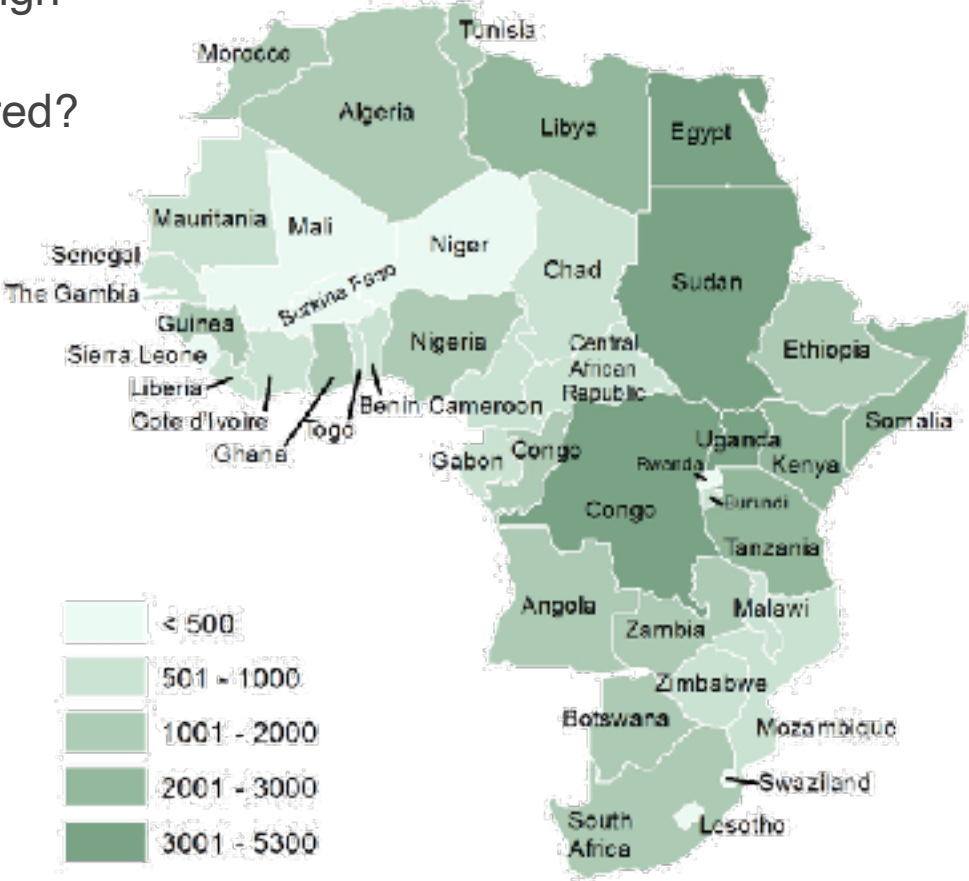 ign
red?
Tunisia
Morocco
Algeria
Libya
Egypt
Mauritania
Mali
Niger
Chad
Sudan
Senegal
The Gambia
Burkina Faso
Guinea
Nigeria
Central
African
Republic
Ethiopia
Sierra Leone
Liberia
Benin
Cameroon
Cote d'Ivoire
Togo
Ghana
Somalia
Uganda
Gabon
Congo
Rwanda
Kenya
Burundi
Congo
Tanzania
Angola
Malawi
Zambia
Zimbabwe
Botswana
Mozambique
Swaziland
South
Africa
Lesotho
< 500
501 - 1000
1001 - 2000
2001 - 3000
3001 - 5300